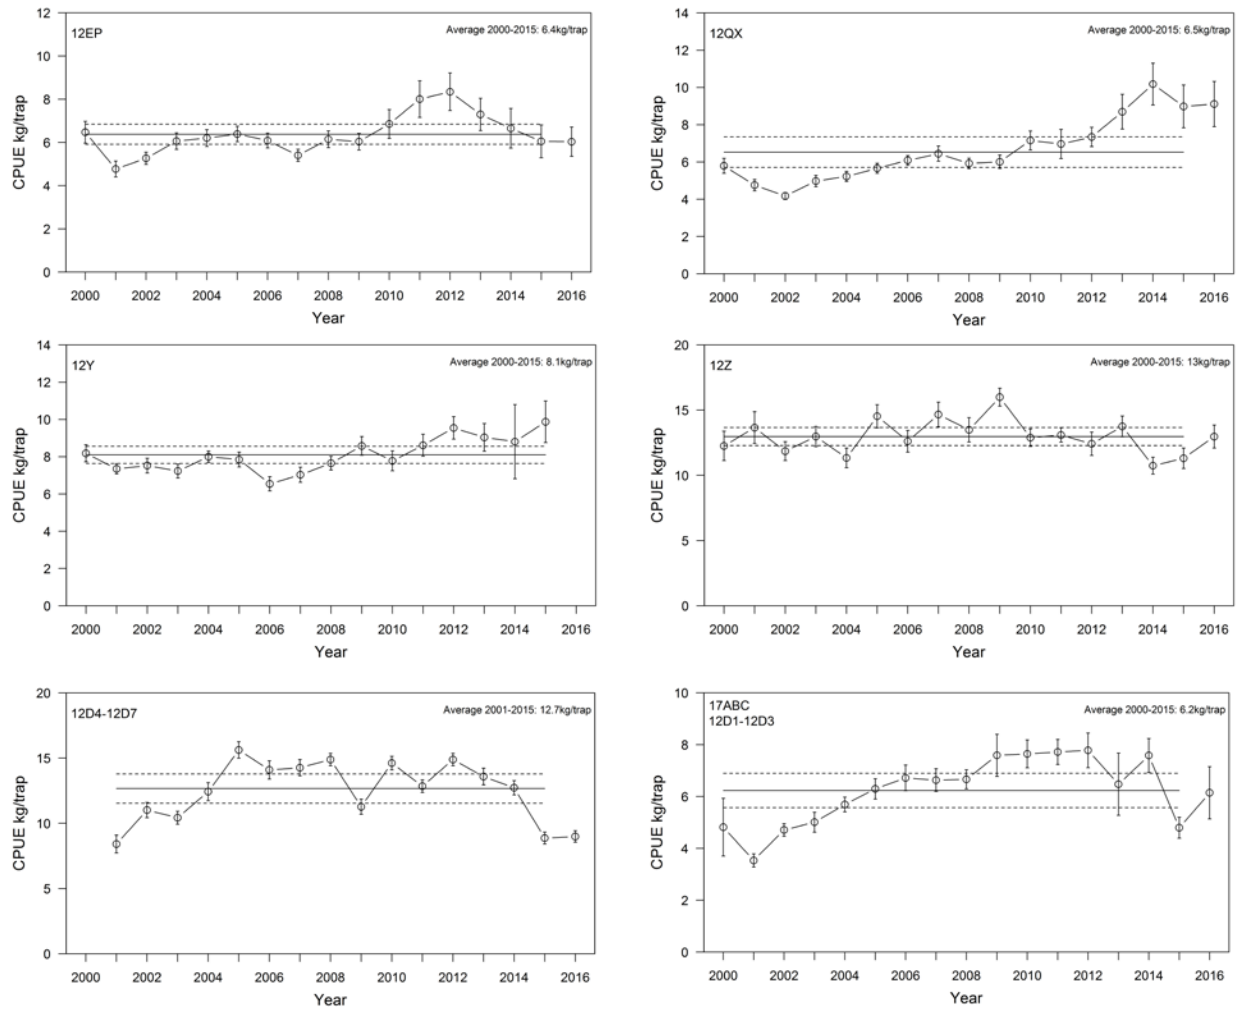 12EP
Average 2000-2015: 6.4kg/trap
CPUE kg/trap
12
10
8
6
4
2
0
2000 2002 2004 2006 2008 2010 2012 2014 2016
Year
12QX
Average 2000-2015: 6.5kg/trap
CPUE kg/trap
14
12
10
8
6
4
2
0
2000 2002 2004 2006 2008 2010 2012 2014 2016
Year
12Y
Average 2000-2015: 8.1kg/trap
CPUE kg/trap
14
12
10
8
6
4
2
0
2000 2002 2004 2006 2008 2010 2012 2014 2016
Year
12Z
Average 2000-2015: 13kg/trap
CPUE kg/trap
20
15
10
5
0
2000 2002 2004 2006 2008 2010 2012 2014 2016
Year
12D4-12D7
Average 2001-2015: 12.7kg/trap
CPUE kg/trap
20
15
10
5
0
2000 2002 2004 2006 2008 2010 2012 2014 2016
Year
17ABC
12D1-12D3
Average 2000-2015: 6.2kg/trap
CPUE kg/trap
10
8
6
4
2
0
2000 2002 2004 2006 2008 2010 2012 2014 2016
Year